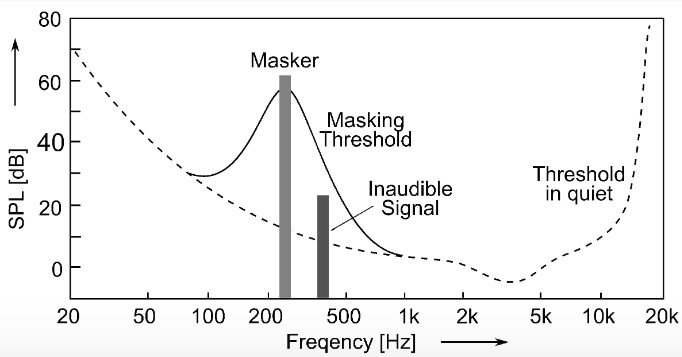 80
60
40
20
0
SPL [dB]
Masker
Masking
Threshold
Inaudible
Signal
Threshold
in quiet
20 50 100 200 500 1k 2k 5k 10k 20k
Freqency [Hz]